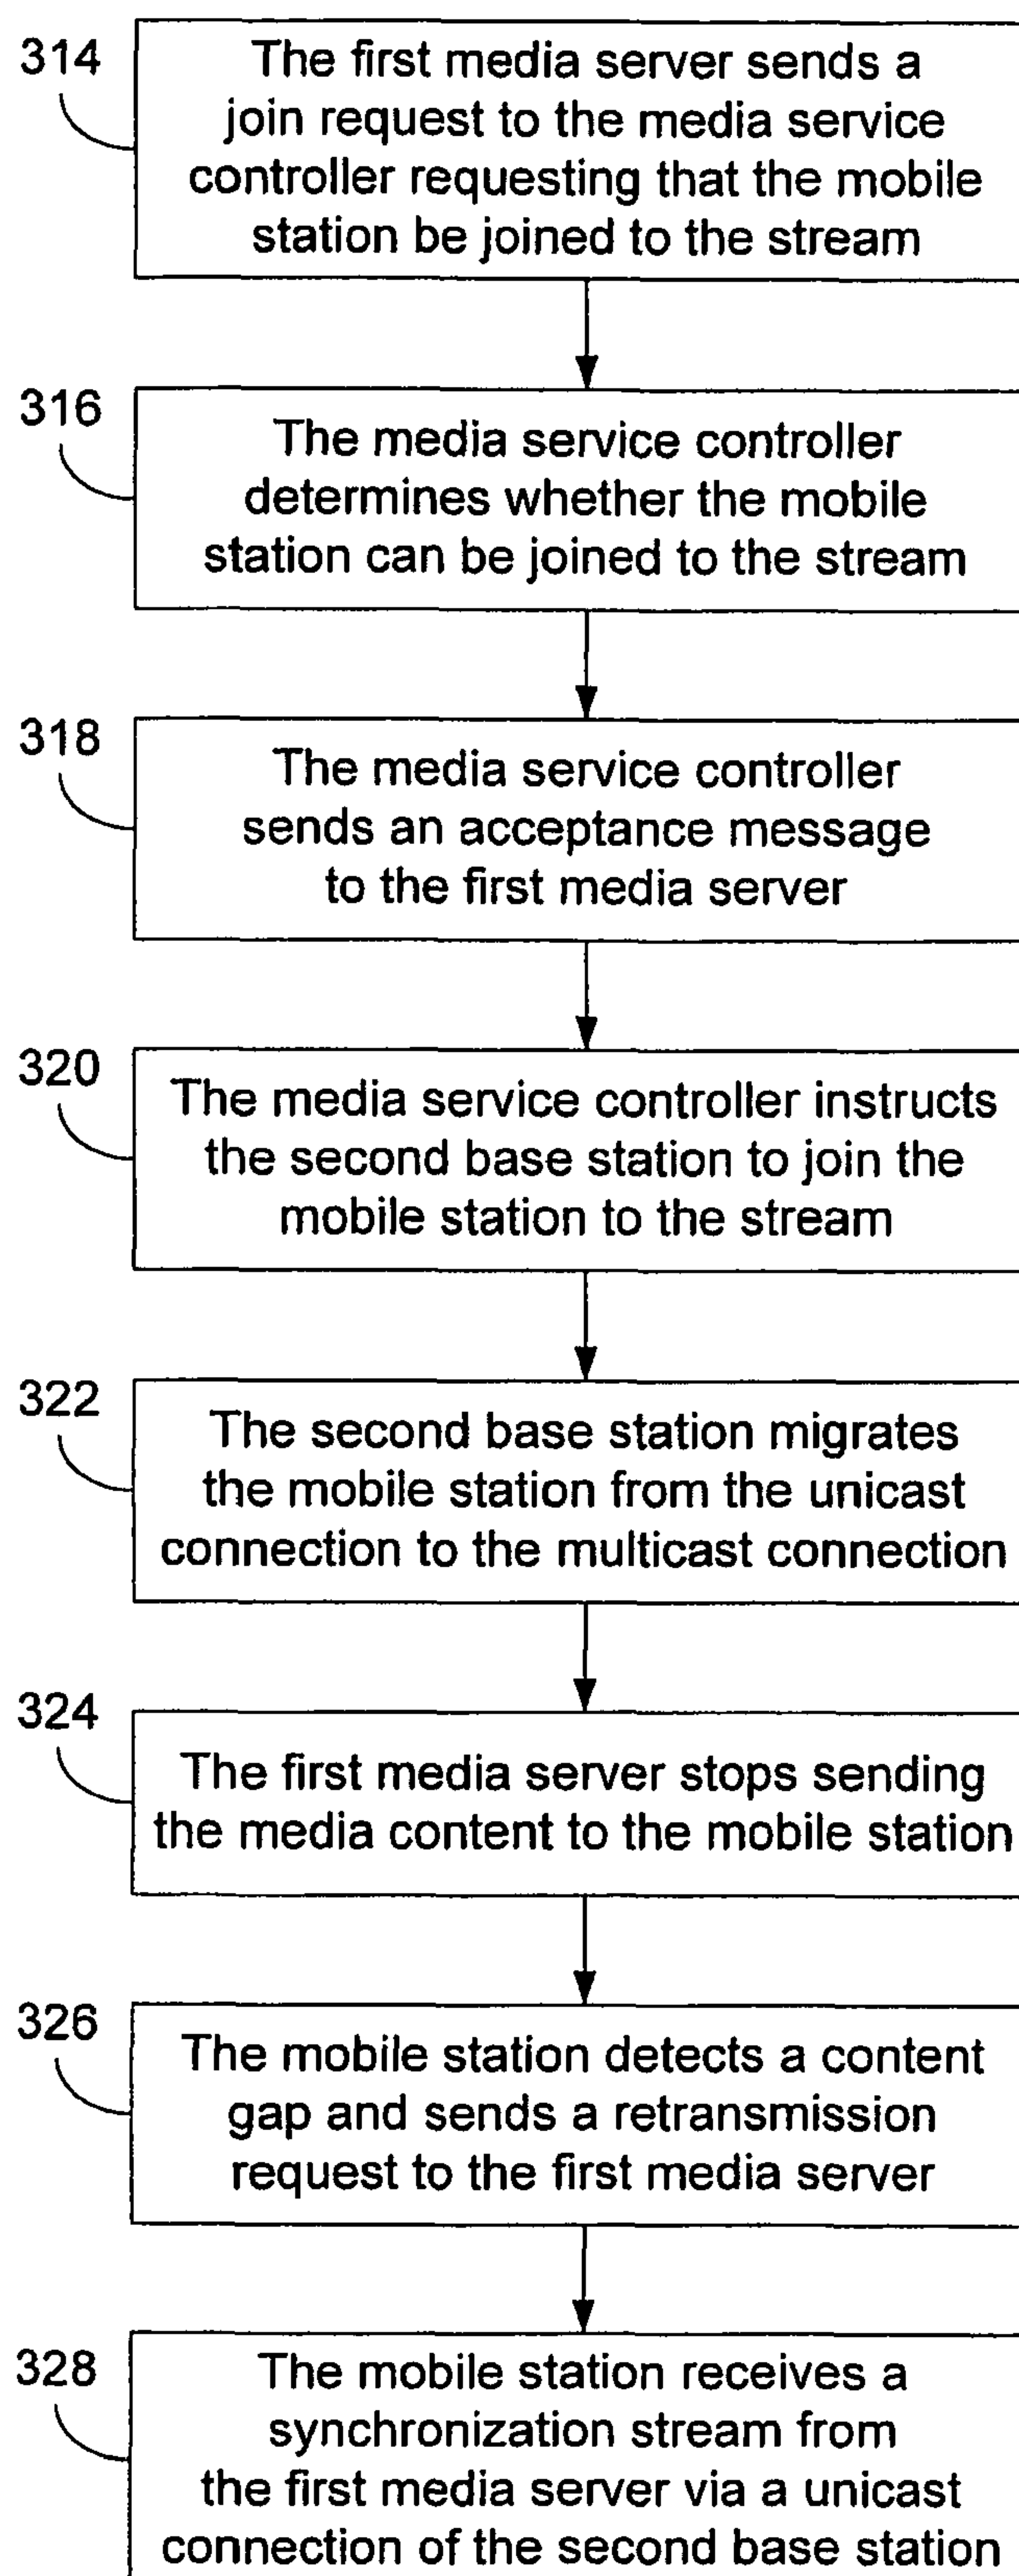 314
The first media server sends a
join request to the media service
controller requesting that the mobile
station be joined to the stream
316
The media service controller
determines whether the mobile
station can be joined to the stream
318
The media service controller
sends an acceptance message
to the first media server
320
The media service controller instructs
the second base station to join the
mobile station to the stream
322
The second base station migrates
the mobile station from the unicast
connection to the multicast connection
324
The first media server stops sending
the media content to the mobile station
326
The mobile station detects a content
gap and sends a retransmission
request to the first media server
328
The mobile station receives a
synchronization stream from
the first media server via a unicast
connection of the second base station